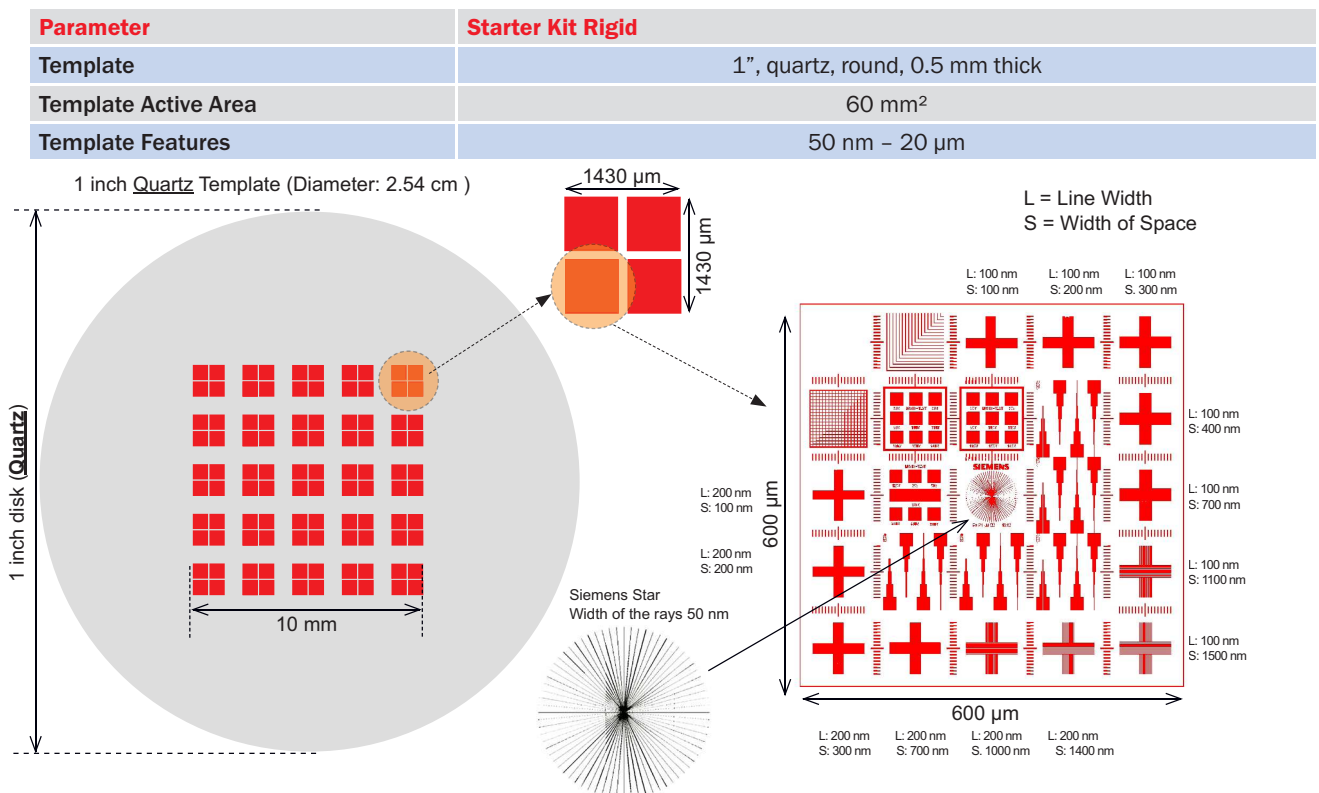 Parameter Starter Kit Rigid
Template 1”, quartz, round, 0.5 mm thick
Template Active Area 60 mm²
Template Features 50 nm – 20 µm
1 inch Quartz Template (Diameter: 2.54 cm )
1 inch disk (Quartz)
10 mm
1430 µm
1430 µm
L = Line Width
S = Width of Space
L: 100 nm
S: 100 nm
L: 100 nm
S: 200 nm
L: 100 nm
S: 300 nm
L: 100 nm
S: 400 nm
L: 100 nm
S: 700 nm
L: 100 nm
S: 1100 nm
L: 100 nm
S: 1500 nm
L: 200 nm
S: 100 nm
L: 200 nm
S: 200 nm
600 µm
SIEMENS
Siemens Star
Width of the rays 50 nm
600 µm
L: 200 nm
S: 300 nm
L: 200 nm
S: 700 nm
L: 200 nm
S: 1000 nm
L: 200 nm
S: 1400 nm